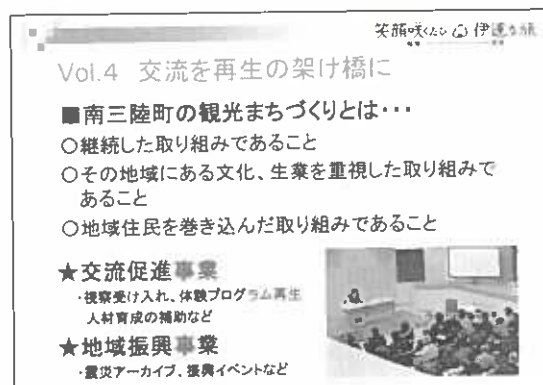 笑顔咲くたび 伊達な旅
Vol.4 交流を再生の架け橋に
■南三陸町の観光まちづくりとは・・・
○継続した取り組みであること
○その地域にある文化、生業を重視した取り組みで
あること
○地域住民を巻き込んだ取り組みであること
★交流促進事業
・視察受け入れ、体験プログラム再生
人材育成の補助など
★地域振興事業
・震災アーカイブ、復興イベントなど